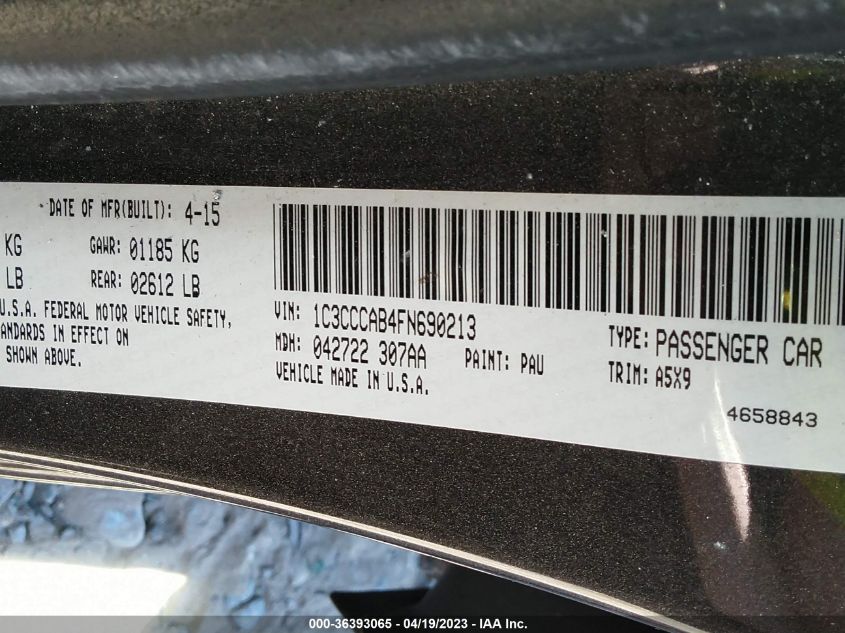 DATE OF MFR(BUILT): 4-15
KG GAWR: 01185 KG
LB REAR: 02612 LB
U.S.A. FEDERAL MOTOR VEHICLE SAFETY,
ANDARDS IN EFFECT ON
SHOWN ABOVE.
VIN: 1C3CCCAB4FN690213
MDH: 042722 307AA PAINT: PAU
VEHICLE MADE IN U.S.A.
TYPE: PASSENGER CAR
TRIM: A5X9
4658843
000-36393065 - 04/19/2023 - IAA Inc.